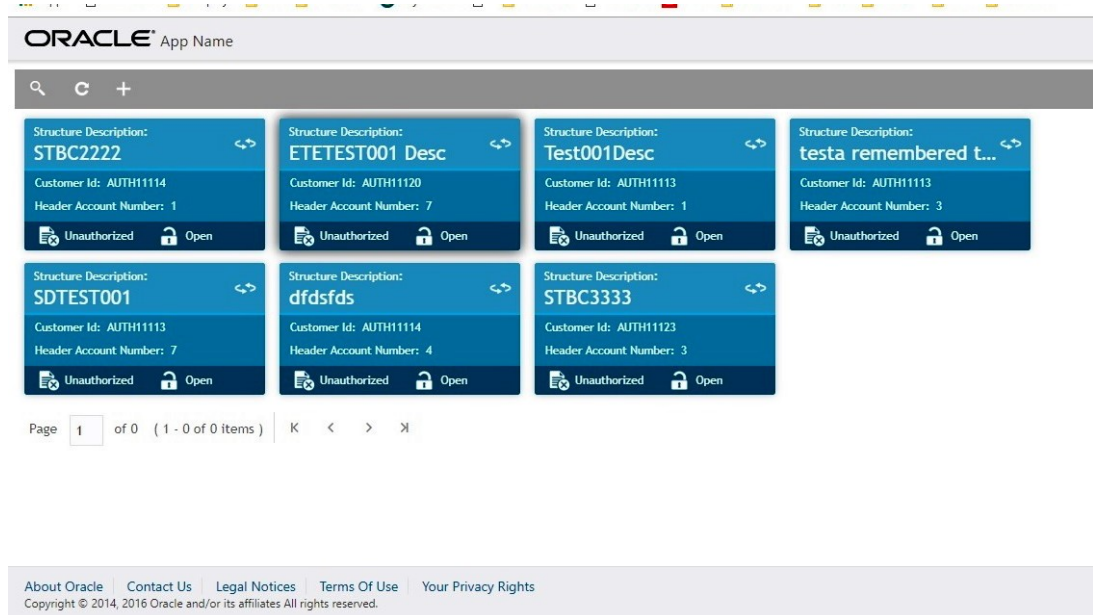 ORACLE® App Name
Structure Description:
STBC2222
Customer Id: AUTH11114
Header Account Number: 1
Unauthorized Open
Structure Description:
ETETEST001 Desc
Customer Id: AUTH11120
Header Account Number: 7
Unauthorized Open
Structure Description:
Test001Desc
Customer Id: AUTH11113
Header Account Number: 1
Unauthorized Open
Structure Description:
testa remembered t...
Customer Id: AUTH11113
Header Account Number: 3
Unauthorized Open
Structure Description:
SDTEST001
Customer Id: AUTH11113
Header Account Number: 7
Unauthorized Open
Structure Description:
dfdsfds
Customer Id: AUTH11114
Header Account Number: 4
Unauthorized Open
Structure Description:
STBC3333
Customer Id: AUTH11123
Header Account Number: 3
Unauthorized Open
Page 1 of 0 ( 1 - 0 of 0 items )
About Oracle Contact Us Legal Notices Terms Of Use Your Privacy Rights
Copyright © 2014, 2016 Oracle and/or its affiliates All rights reserved.